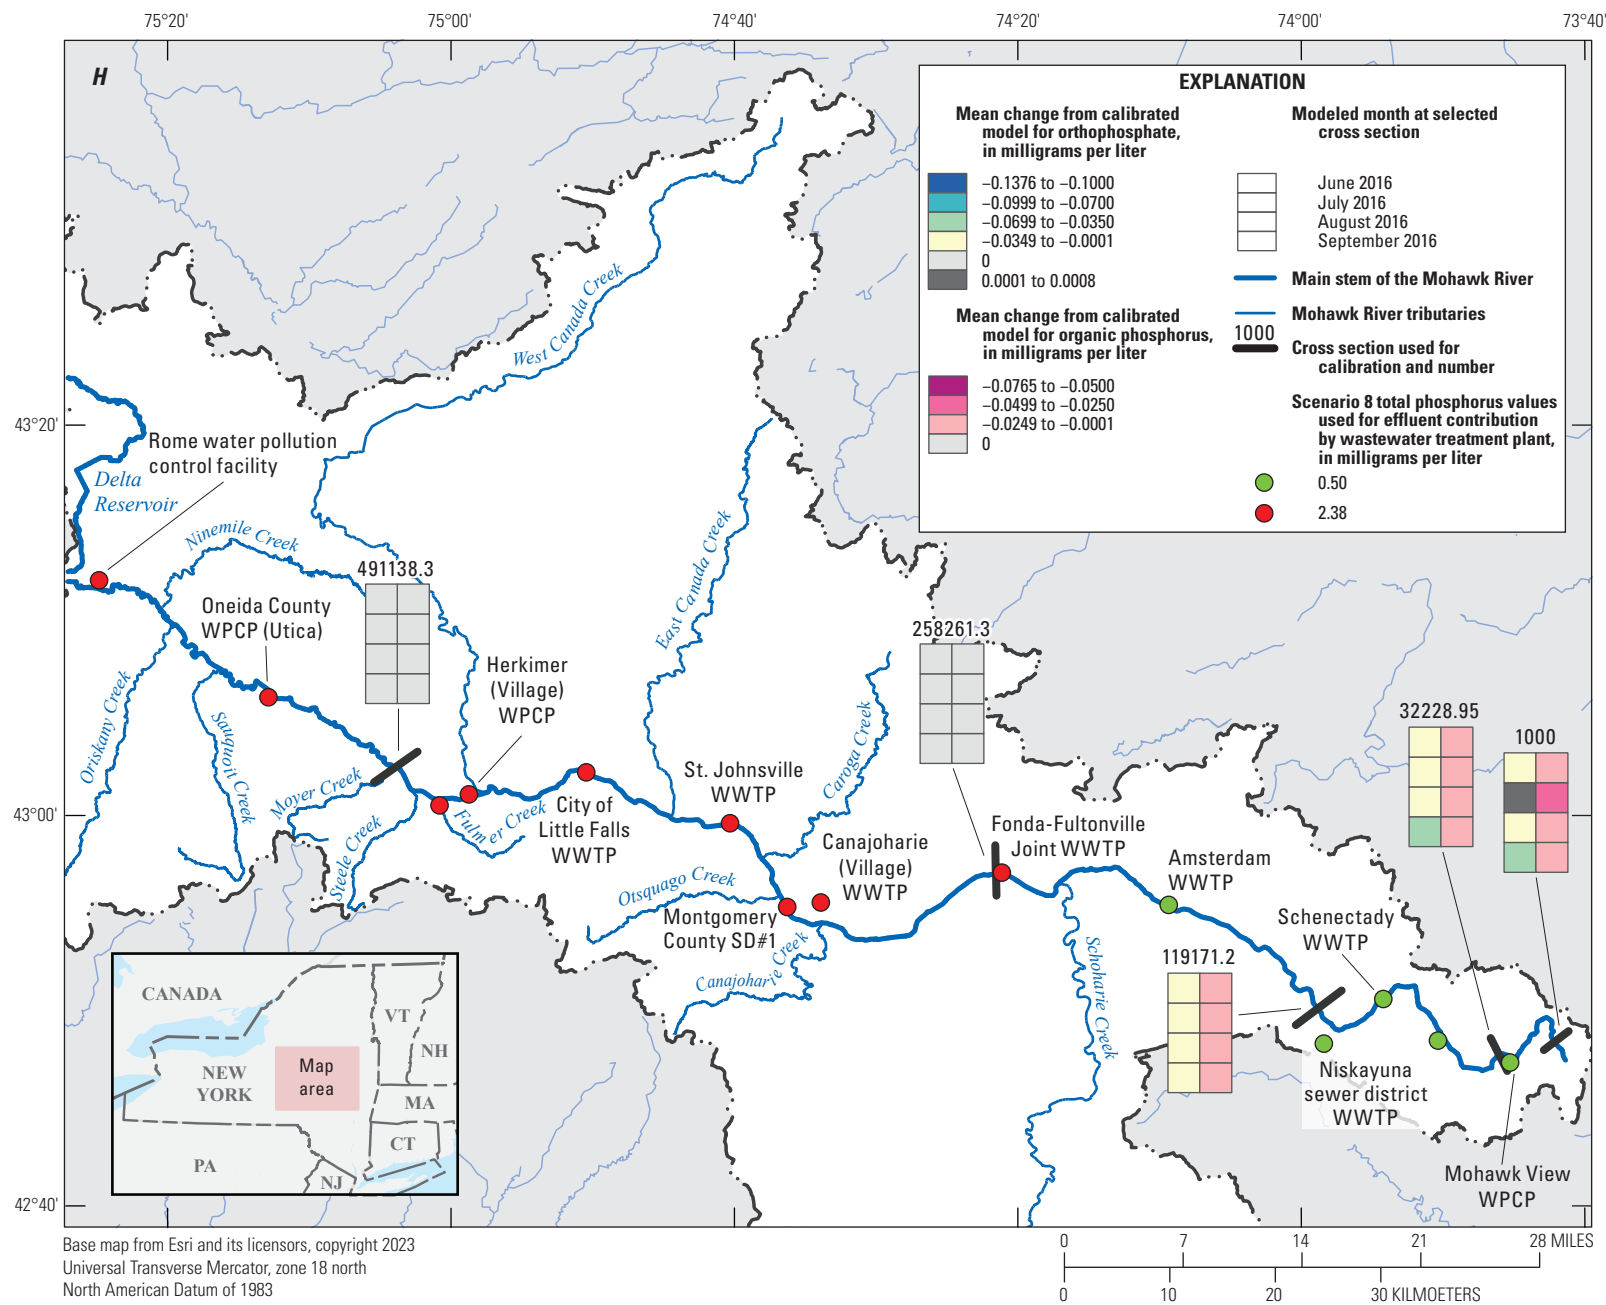 75°20'
75°00'
74°40'
74°20'
74°00'
73°40'
H
EXPLANATION
Mean change from calibrated
model for orthophosphate,
in milligrams per liter
−0.1376 to −0.1000
−0.0999 to −0.0700
−0.0699 to −0.0350
−0.0349 to −0.0001
0
0.0001 to 0.0008
Mean change from calibrated
model for organic phosphorus,
in milligrams per liter
−0.0765 to −0.0500
−0.0499 to −0.0250
−0.0249 to −0.0001
0
Modeled month at selected
cross section
June 2016
July 2016
August 2016
September 2016
Main stem of the Mohawk River
Mohawk River tributaries
1000
Cross section used for
calibration and number
Scenario 8 total phosphorus values
used for effluent contribution
by wastewater treatment plant,
in milligrams per liter
0.50
2.38
43°20'
43°00'
42°40'
West Canada Creek
Rome water pollution
control facility
Delta
Reservoir
Ninemile Creek
491138.3
Oneida County
WPCP (Utica)
East Canada Creek
258261.3
Herkimer
(Village)
WPCP
Oriskany Creek
Sauquoit Creek
Caroga Creek
32228.95
1000
Moyer Creek
Steele Creek
Fulmer Creek
City of
Little Falls
WWTP
St. Johnsville
WWTP
Canajoharie
(Village)
WWTP
Fonda-Fultonville
Joint WWTP
Amsterdam
WWTP
Otsquago Creek
Montgomery
County SD#1
Schenectady
WWTP
Canajoharie Creek
Schoharie Creek
119171.2
Niskayuna
sewer district
WWTP
Mohawk View
WPCP
CANADA
VT
NH
NEW
YORK
Map
area
MA
CT
PA
NJ
Base map from Esri and its licensors, copyright 2023
Universal Transverse Mercator, zone 18 north
North American Datum of 1983
0
7
14
21
28 MILES
0
10
20
30 KILMOETERS